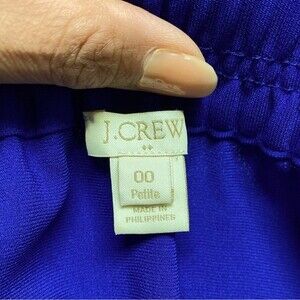 J.CREW
00
Petite
MADE IN
PHILIPPINES